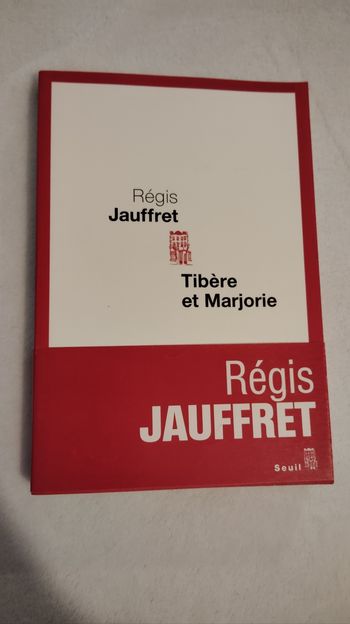 Régis
Jauffret
Tibère
et Marjorie
Régis
JAUFFRET
Seuil